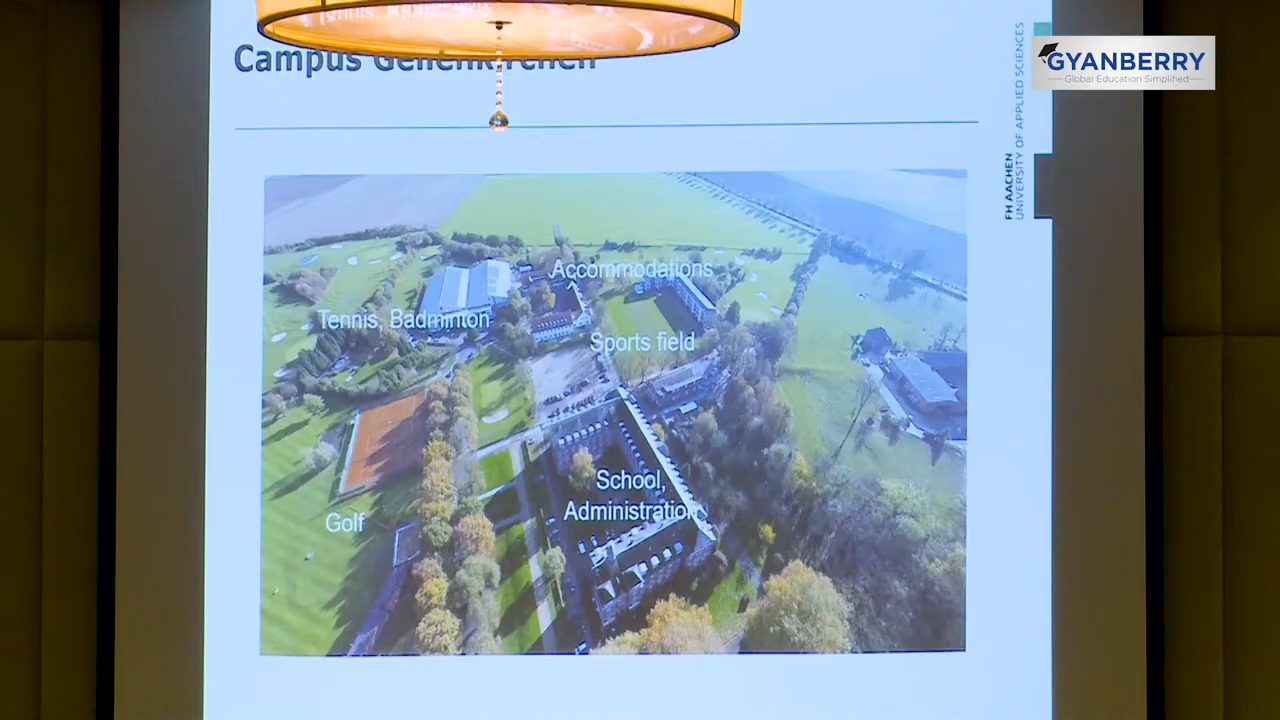 Campus Geilenkirchen
GYANBERRY
Global Education Simplified
FH AACHEN
UNIVERSITY OF APPLIED SCIENCES
Accommodations
Tennis, Badminton
Sports field
School,
Administration
Golf